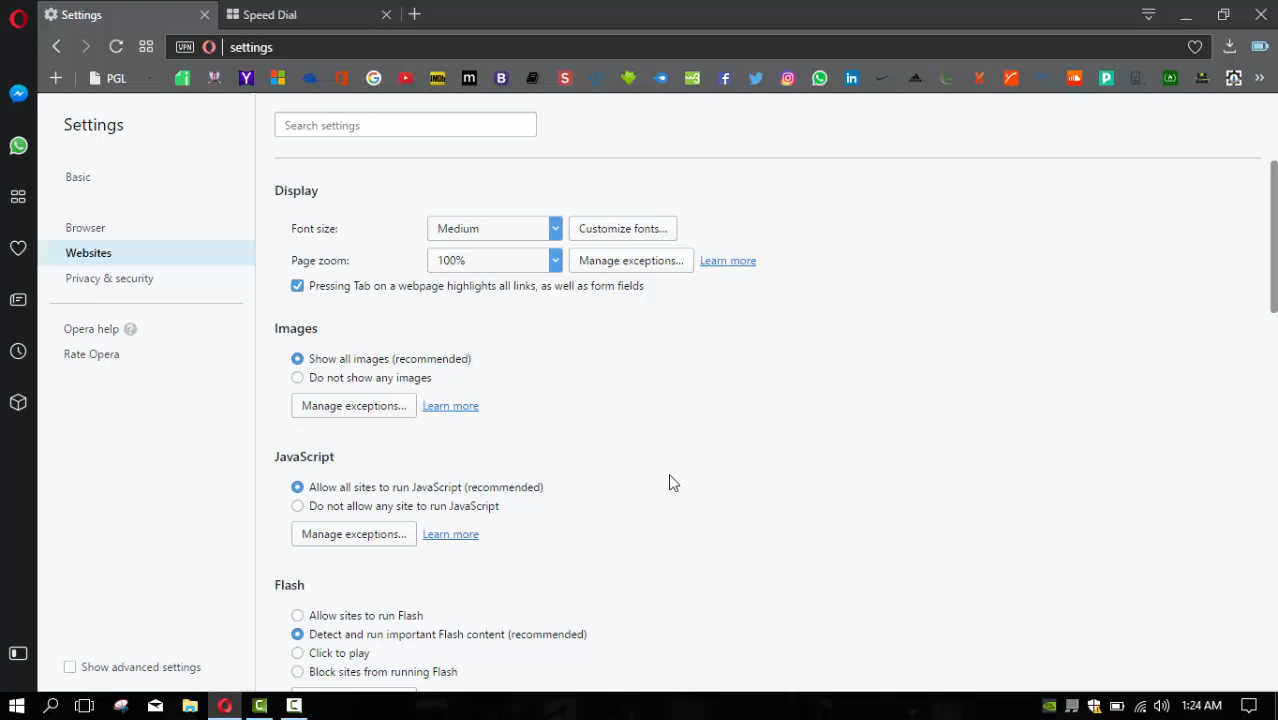 Settings
Speed Dial
VPN
settings
PGL
Y
IMDb
m
B
S
W3
in
X
P
Settings
Search settings
Basic
Browser
Websites
Privacy & security
Opera help ?
Rate Opera
Show advanced settings
Display
Font size:
Medium
Customize fonts...
Page zoom:
100%
Manage exceptions...
Learn more
Pressing Tab on a webpage highlights all links, as well as form fields
Images
Show all images (recommended)
Do not show any images
Manage exceptions...
Learn more
JavaScript
Allow all sites to run JavaScript (recommended)
Do not allow any site to run JavaScript
Manage exceptions...
Learn more
Flash
Allow sites to run Flash
Detect and run important Flash content (recommended)
Click to play
Block sites from running Flash
1:24 AM